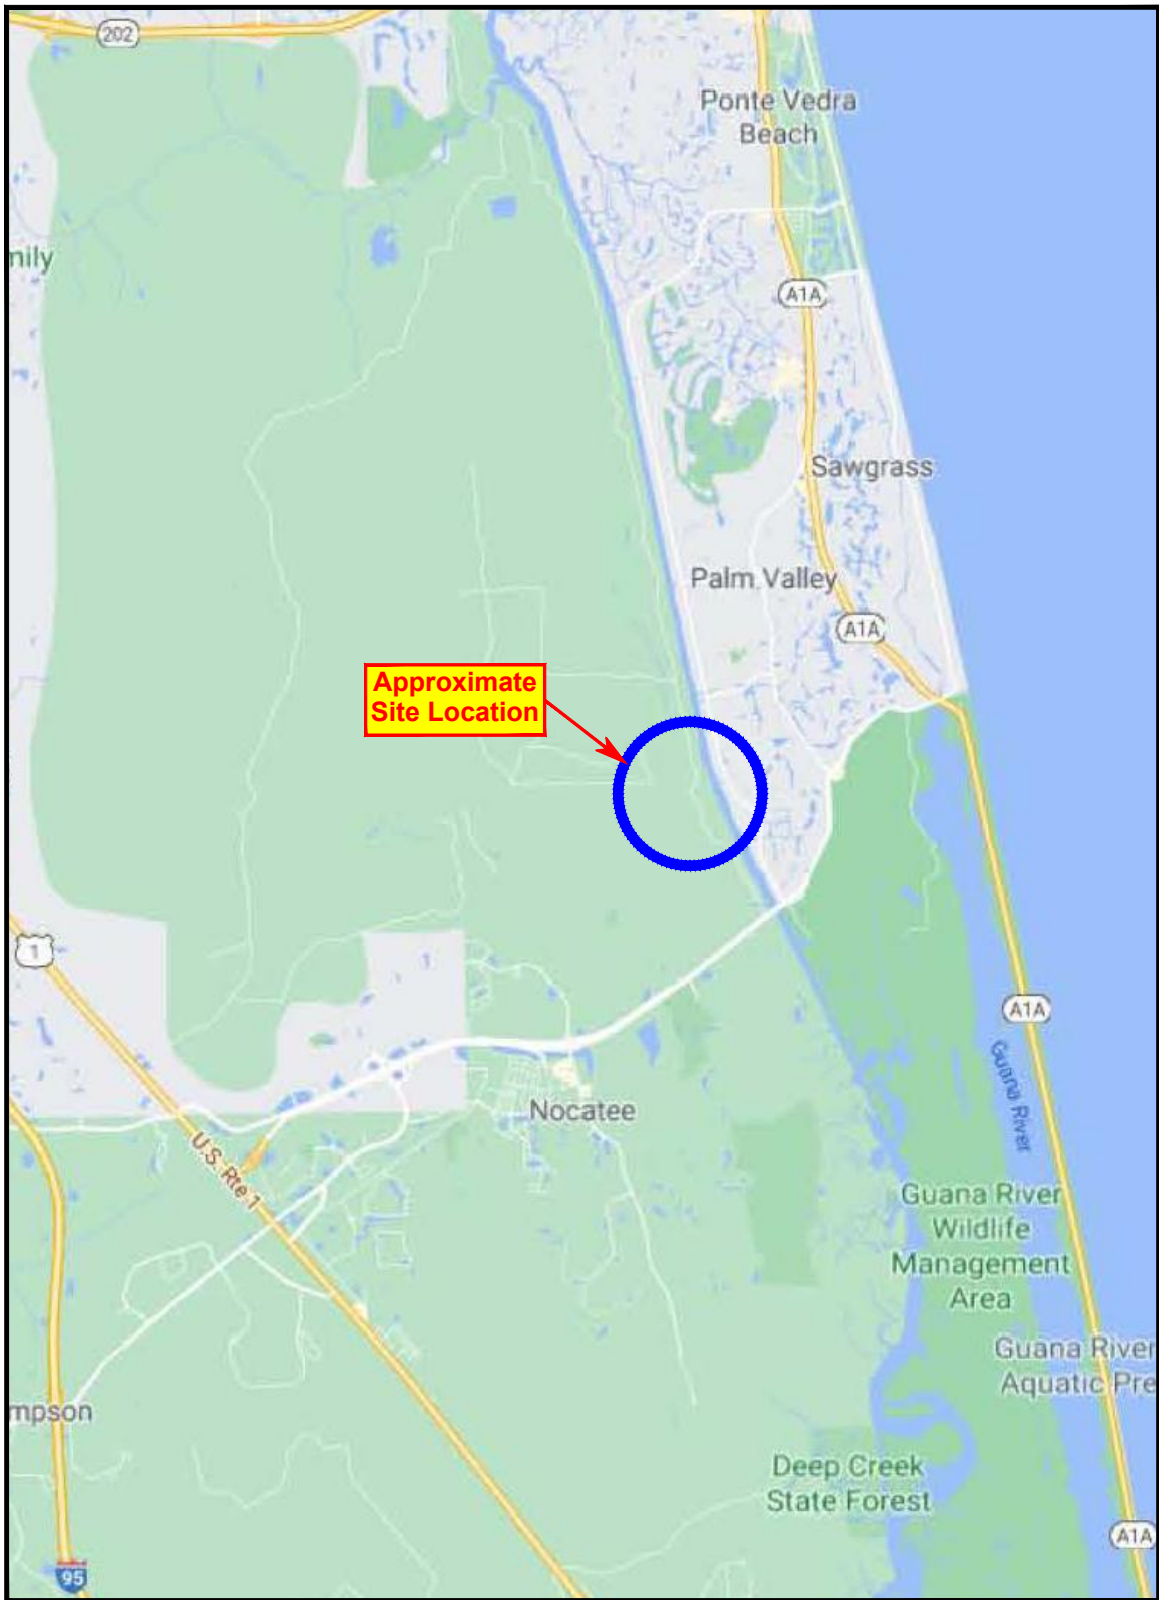 202
Ponte Vedra
Beach
nily
A1A
Sawgrass
Palm Valley
A1A
Approximate
Site Location
1
A1A
Guana River
Nocatee
U.S. Rte 1
Guana River
Wildlife
Management
Area
Guana River
Aquatic Pre
mpson
Deep Creek
State Forest
A1A
95